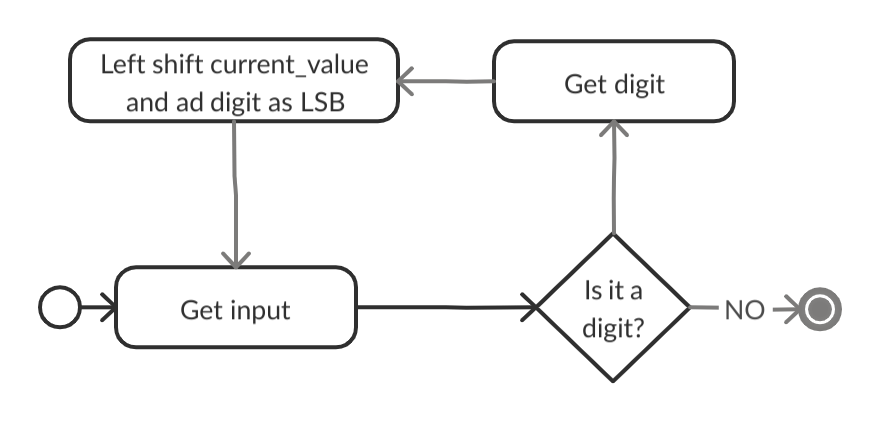 Left shift current_value
and ad digit as LSB
Get digit
Get input
Is it a
digit?
NO